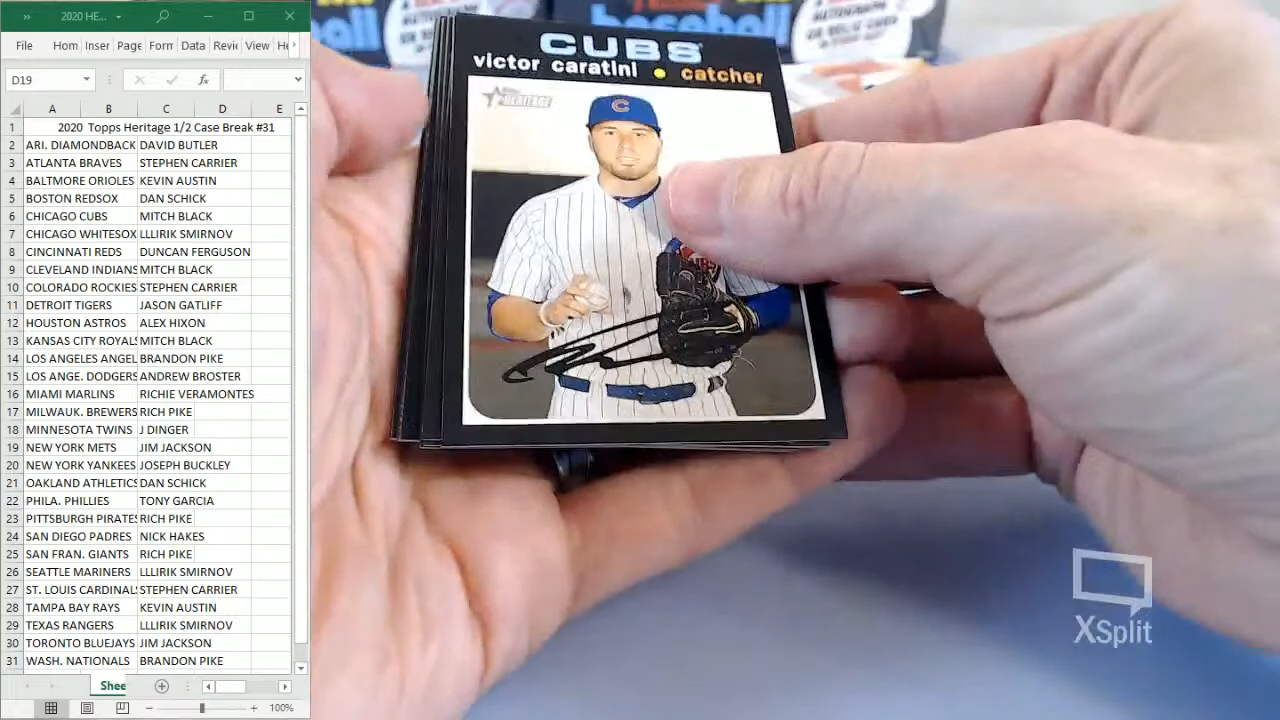 2020 HE...
File Hom Inser Page Form Data Revie View He
D19 fx
A B C D E
1 2020 Topps Heritage 1/2 Case Break #31
2 ARI. DIAMONDBACK DAVID BUTLER
3 ATLANTA BRAVES STEPHEN CARRIER
4 BALTMORE ORIOLES KEVIN AUSTIN
5 BOSTON REDSOX DAN SCHICK
6 CHICAGO CUBS MITCH BLACK
7 CHICAGO WHITESOX LLLIRIK SMIRNOV
8 CINCINNATI REDS DUNCAN FERGUSON
9 CLEVELAND INDIANS MITCH BLACK
10 COLORADO ROCKIES STEPHEN CARRIER
11 DETROIT TIGERS JASON GATLIFF
12 HOUSTON ASTROS ALEX HIXON
13 KANSAS CITY ROYALS MITCH BLACK
14 LOS ANGELES ANGEL BRANDON PIKE
15 LOS ANGE. DODGERS ANDREW BROSTER
16 MIAMI MARLINS RICHIE VERAMONTES
17 MILWAUK. BREWERS RICH PIKE
18 MINNESOTA TWINS J DINGER
19 NEW YORK METS JIM JACKSON
20 NEW YORK YANKEES JOSEPH BUCKLEY
21 OAKLAND ATHLETICS DAN SCHICK
22 PHILA. PHILLIES TONY GARCIA
23 PITTSBURGH PIRATES RICH PIKE
24 SAN DIEGO PADRES NICK HAKES
25 SAN FRAN. GIANTS RICH PIKE
26 SEATTLE MARINERS LLLIRIK SMIRNOV
27 ST. LOUIS CARDINALS STEPHEN CARRIER
28 TAMPA BAY RAYS KEVIN AUSTIN
29 TEXAS RANGERS LLLIRIK SMIRNOV
30 TORONTO BLUEJAYS JIM JACKSON
31 WASH. NATIONALS BRANDON PIKE
Shee
100%
baseball
AUTOGRAPH
OR RELIC CARD
CUBS
victor caratini • catcher
Topps
HERITAGE
C
XSplit